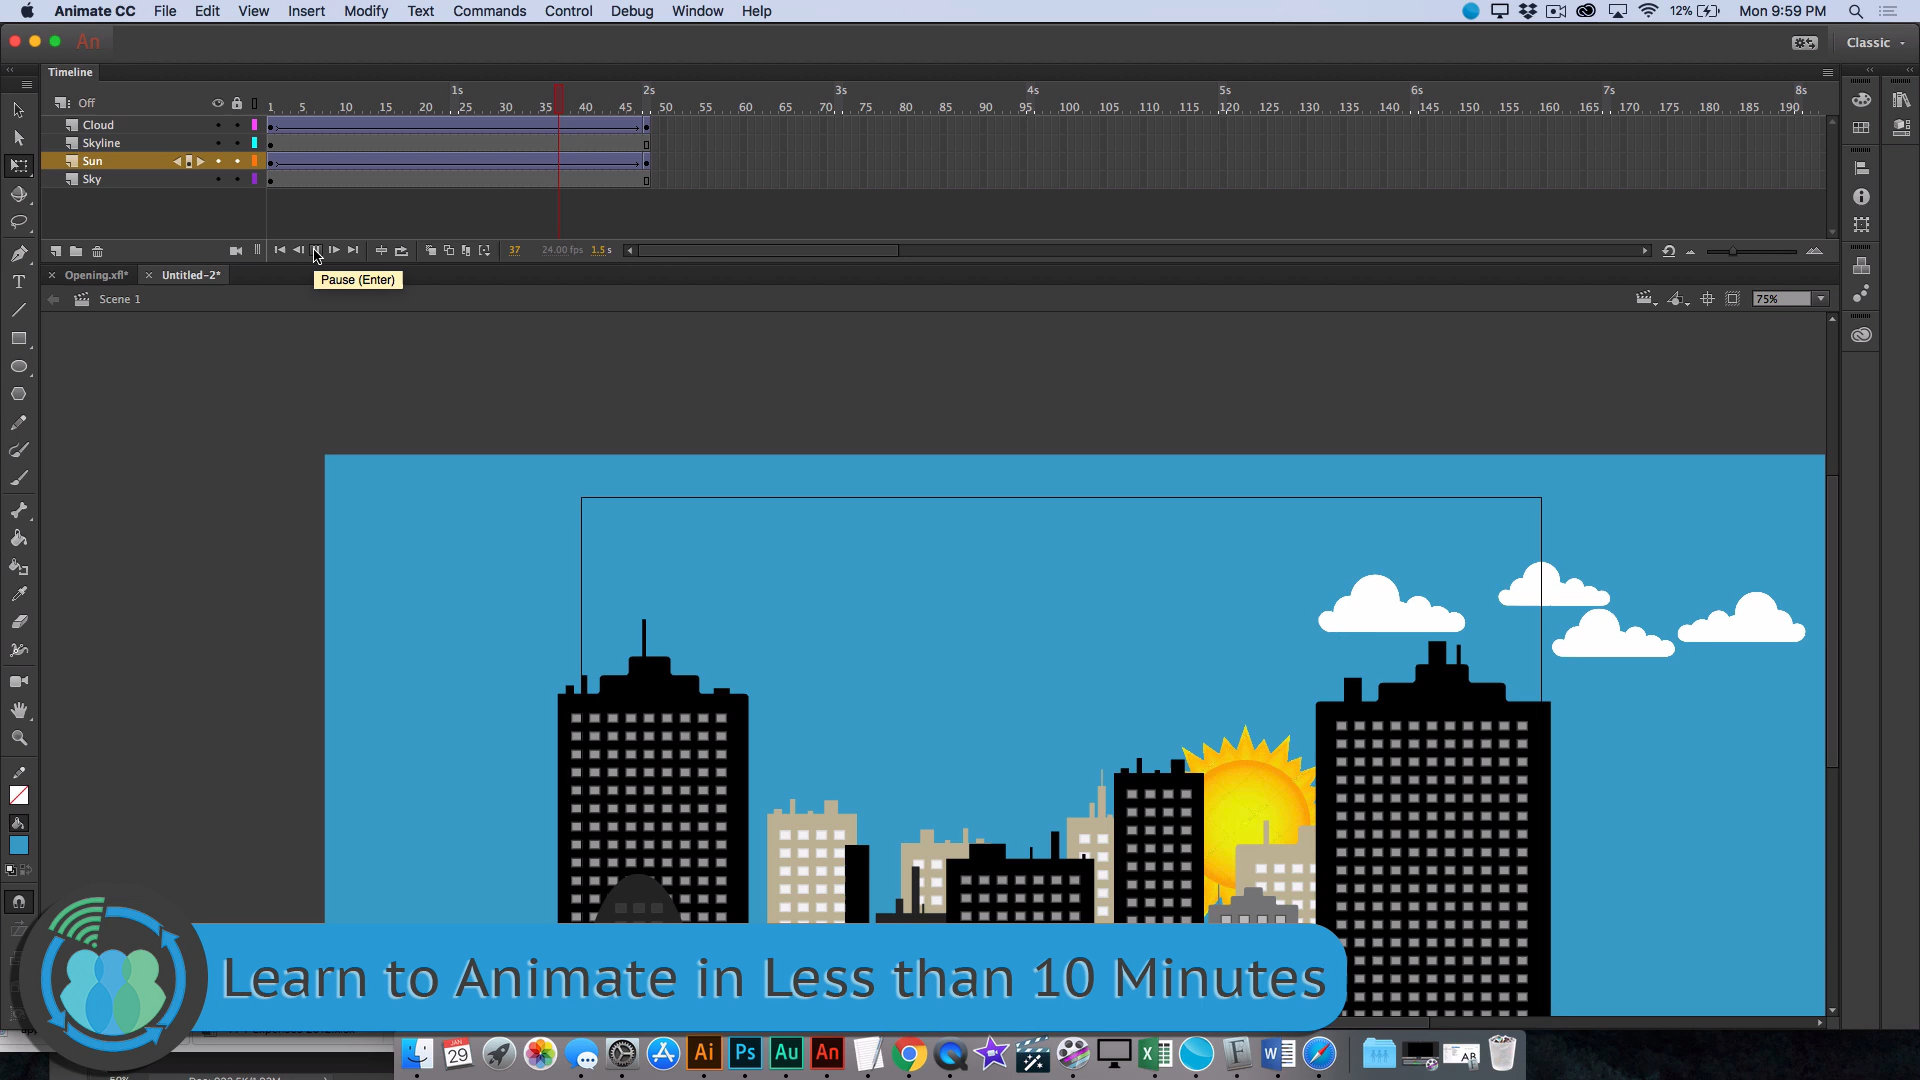 Animate CC File Edit View Insert Modify Text Commands Control Debug Window Help 12% Mon 9:59 PM
An Classic
Timeline
1s 2s 3s 4s 5s 6s 7s 8s
Off 1 5 10 15 20 25 30 35 40 45 50 55 60 65 70 75 80 85 90 95 100 105 110 115 120 125 130 135 140 145 150 155 160 165 170 175 180 185 190
Cloud
Skyline
Sun
Sky
37 24.00 fps 1.5 s
Opening.xfl* Untitled-2*
Pause (Enter)
Scene 1 75%
T
Learn to Animate in Less than 10 Minutes
JAN
29 Ai Ps Au An X F W AB
50%